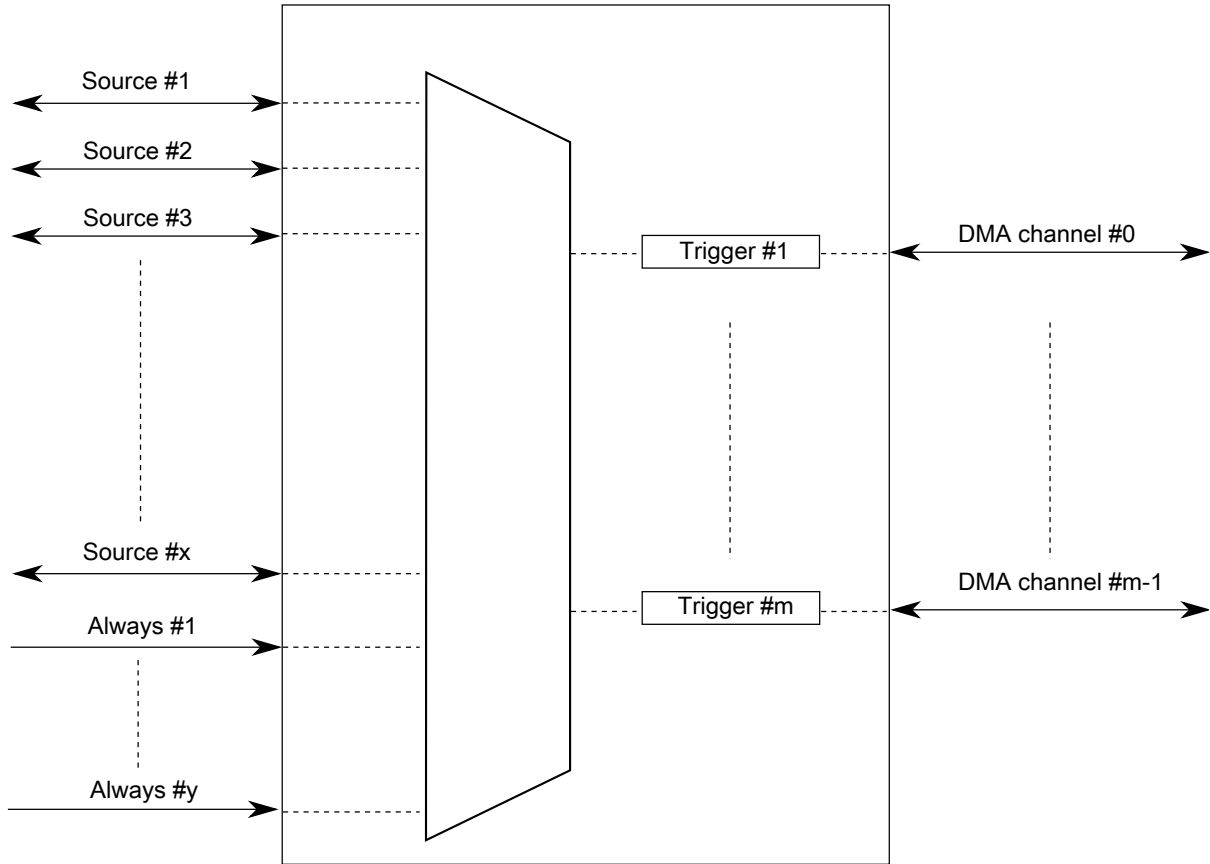 Source #1
Source #2
Source #3
Source #x
Always #1
Always #y
Trigger #1
Trigger #m
DMA channel #0
DMA channel #m-1